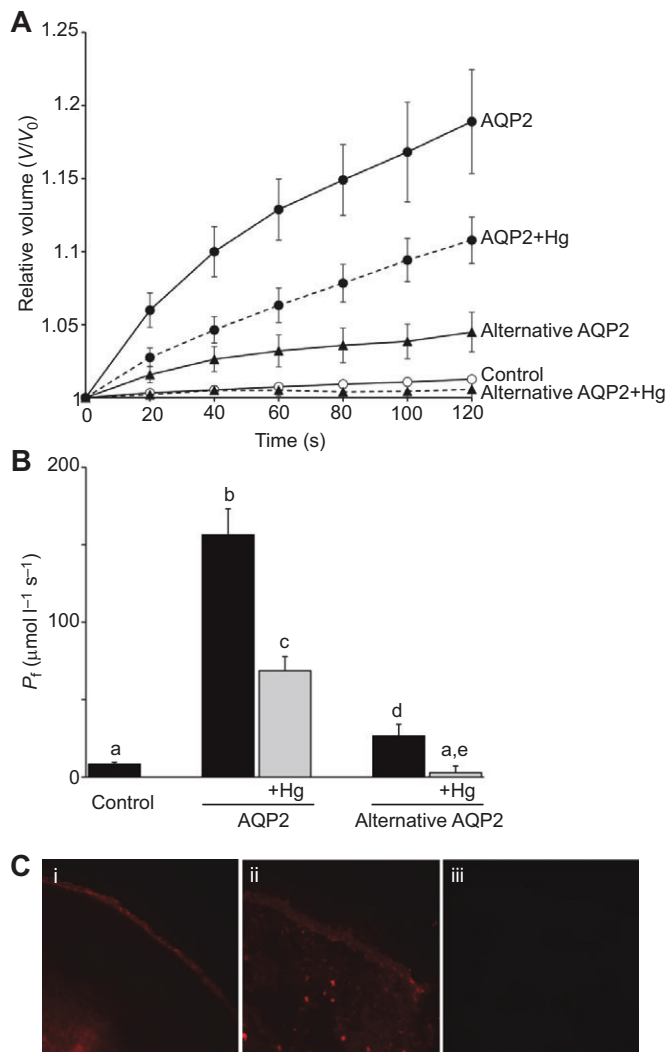 A
1.25
1.2
1.15
1.1
1.05
1
Relative volume (V/V0)
AQP2
AQP2+Hg
Alternative AQP2
Control
Alternative AQP2+Hg
0 20 40 60 80 100 120
Time (s)
B
200
100
0
Pf (μmol l–1 s–1)
a
b
c
d
a,e
+Hg +Hg
Control
AQP2 Alternative AQP2
C
i ii iii